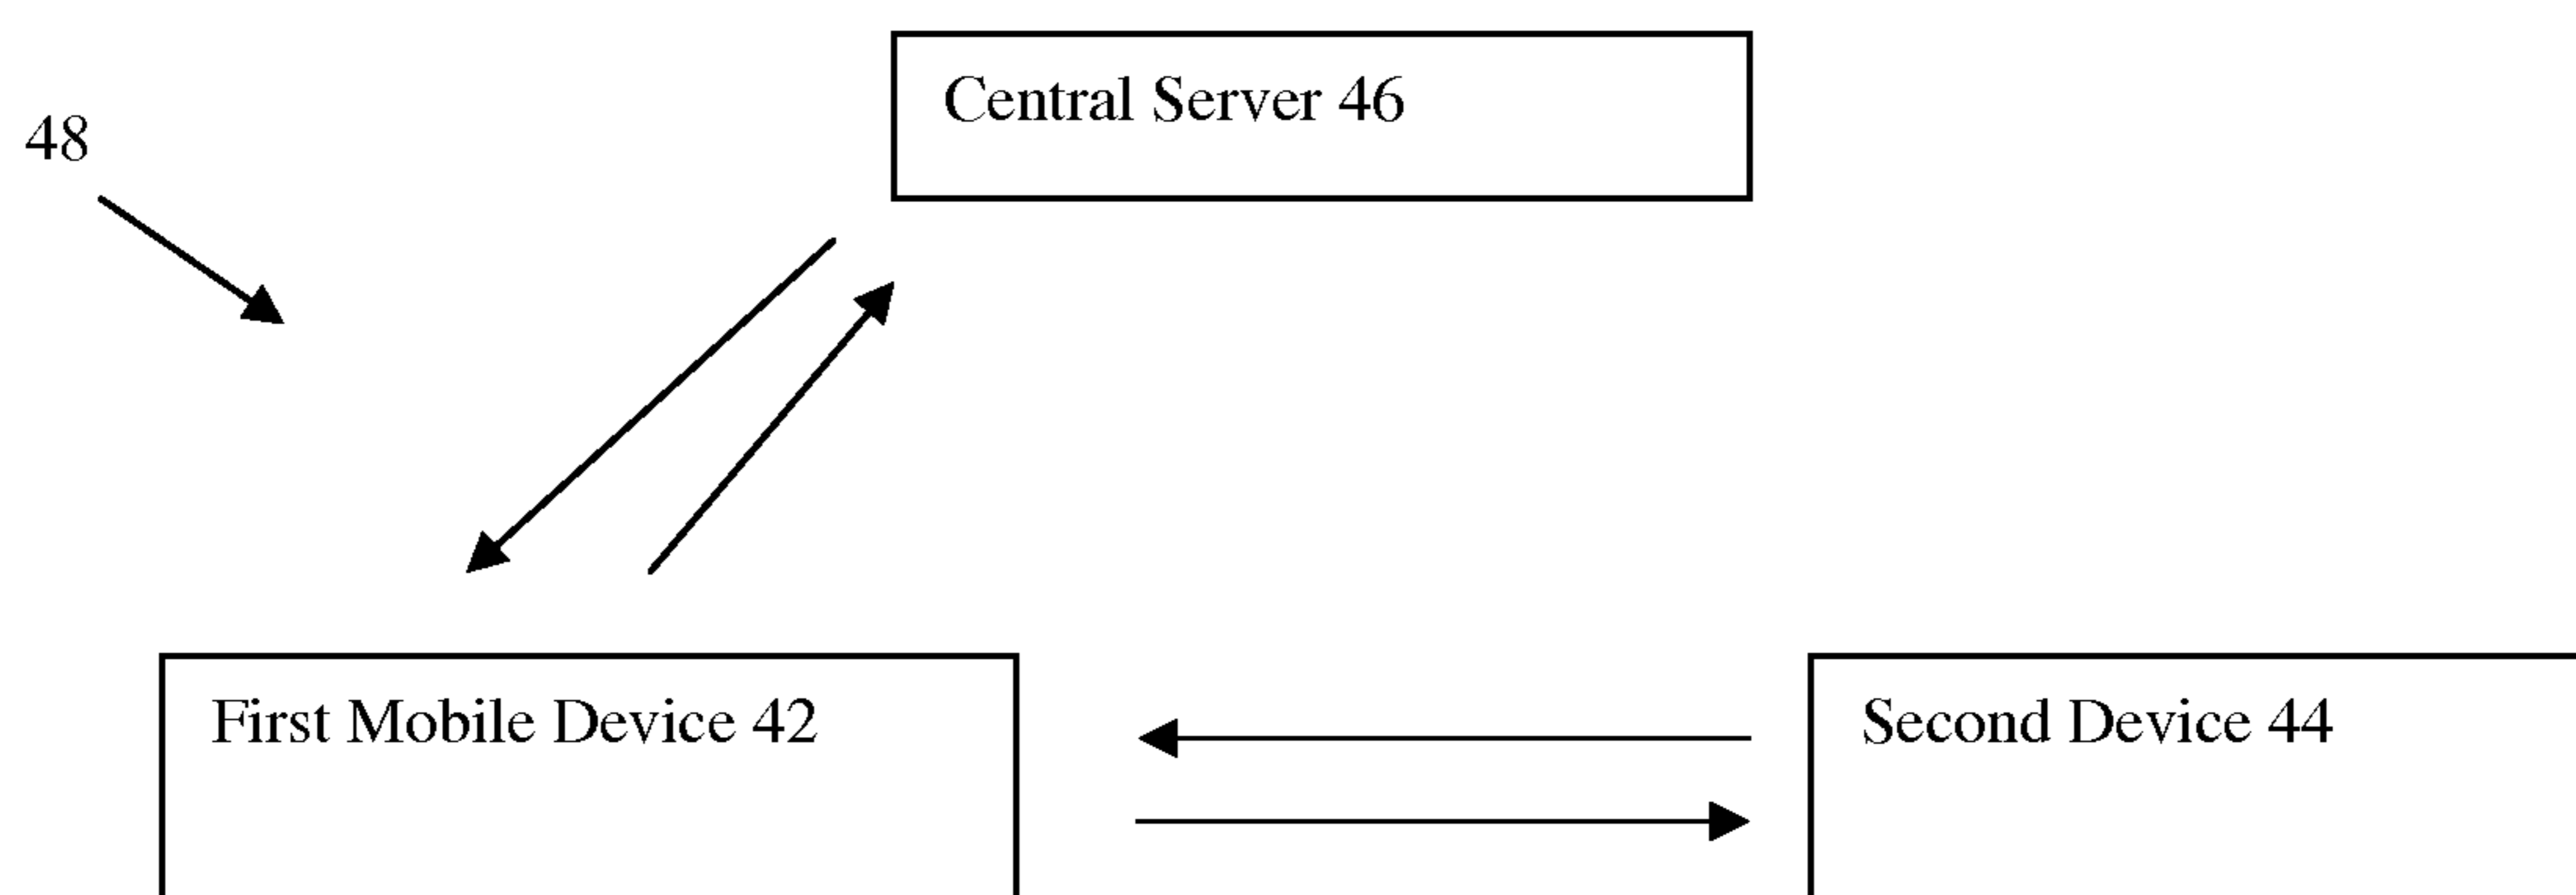 Central Server 46
48
First Mobile Device 42
Second Device 44